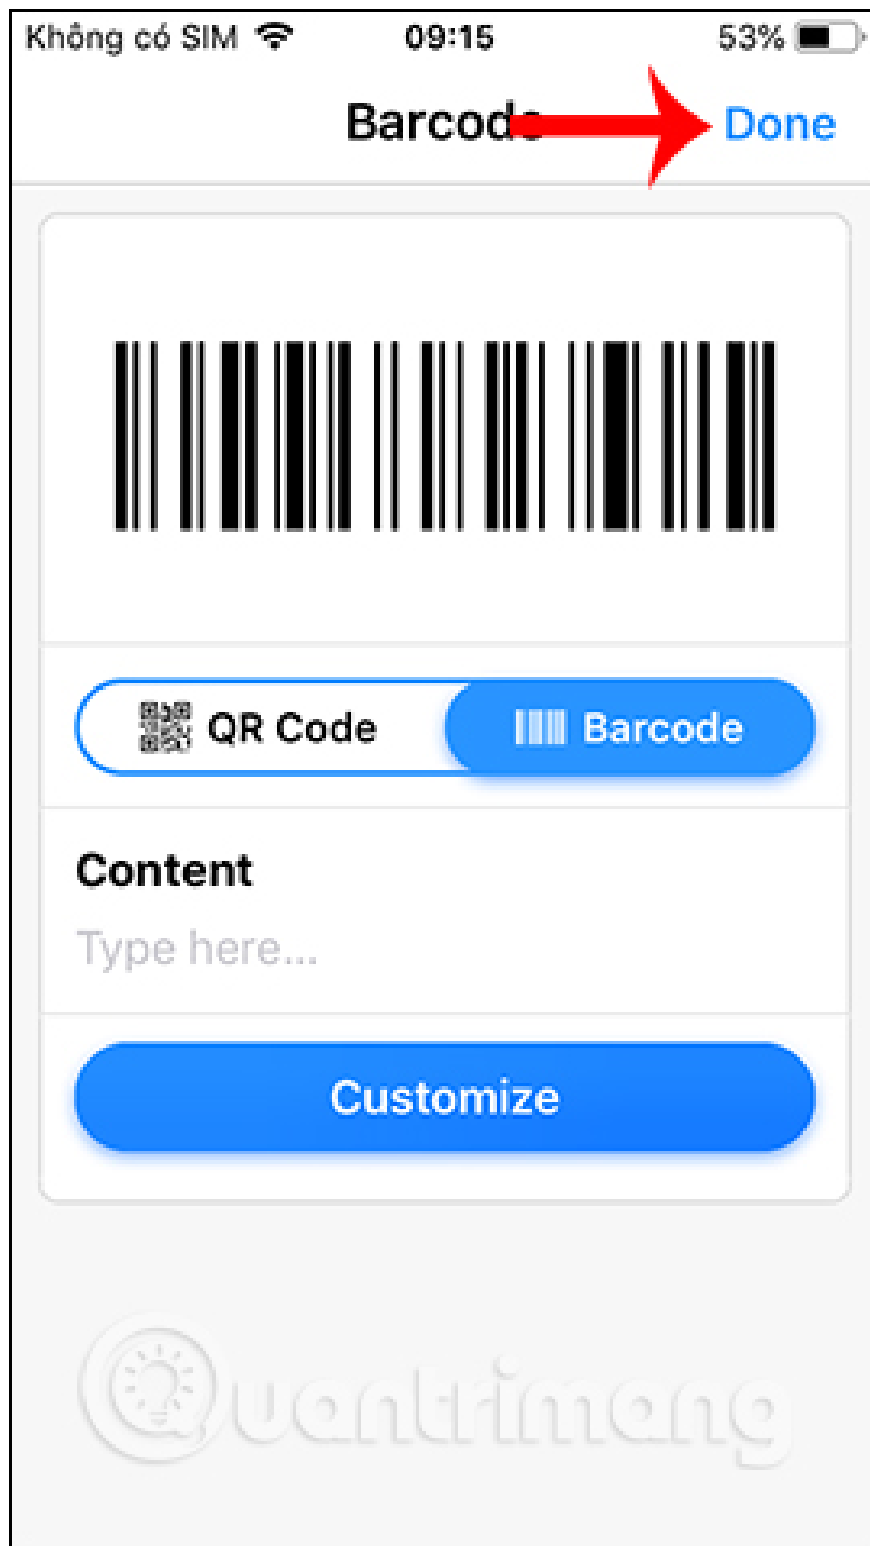 Không có SIM 09:15 53%
Barcode Done
QR Code Barcode
Content
Type here...
Customize
Quantrimang